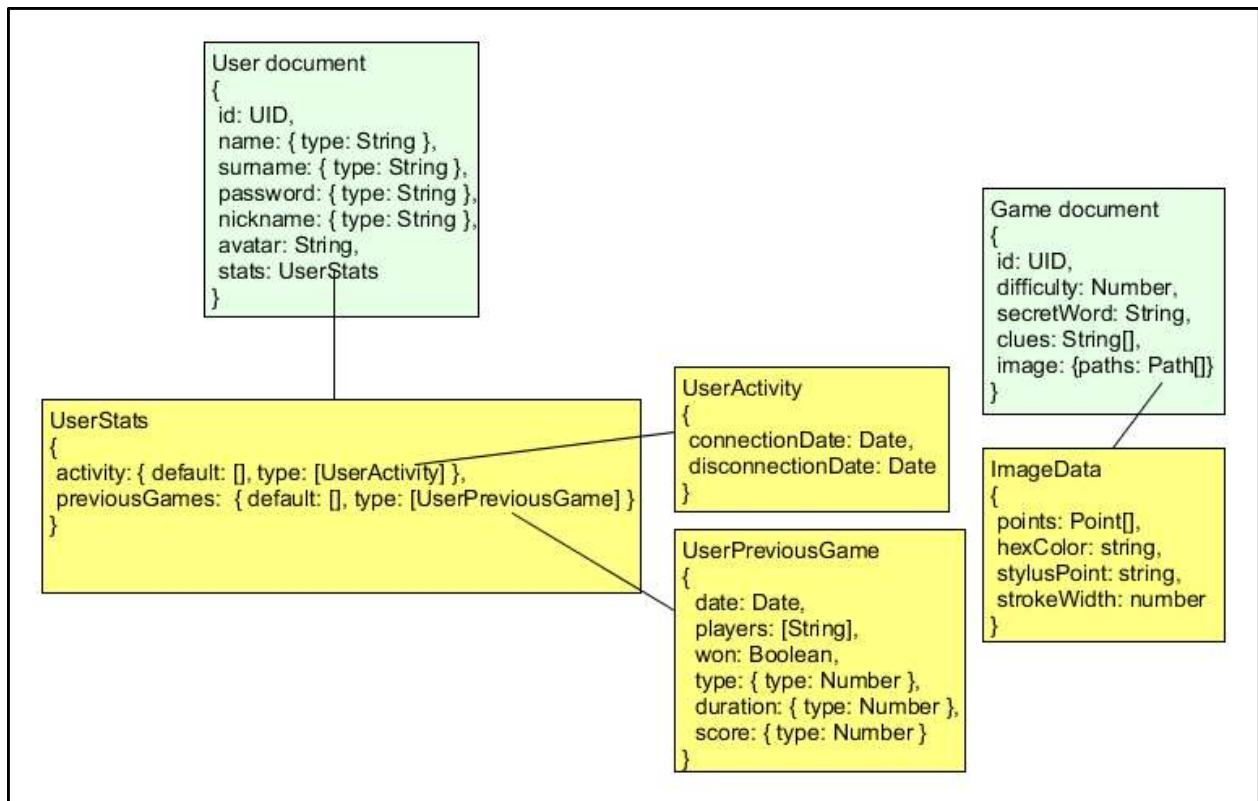 User document
{
id: UID,
name: { type: String },
surname: { type: String },
password: { type: String },
nickname: { type: String },
avatar: String,
stats: UserStats
}
Game document
{
id: UID,
difficulty: Number,
secretWord: String,
clues: String[],
image: {paths: Path[]}
}
UserStats
{
activity: { default: [], type: [UserActivity] },
previousGames:  { default: [], type: [UserPreviousGame] }
}
UserActivity
{
connectionDate: Date,
disconnectionDate: Date
}
ImageData
{
points: Point[],
hexColor: string,
stylusPoint: string,
strokeWidth: number
}
UserPreviousGame
{
date: Date,
players: [String],
won: Boolean,
type: { type: Number },
duration: { type: Number },
score: { type: Number }
}